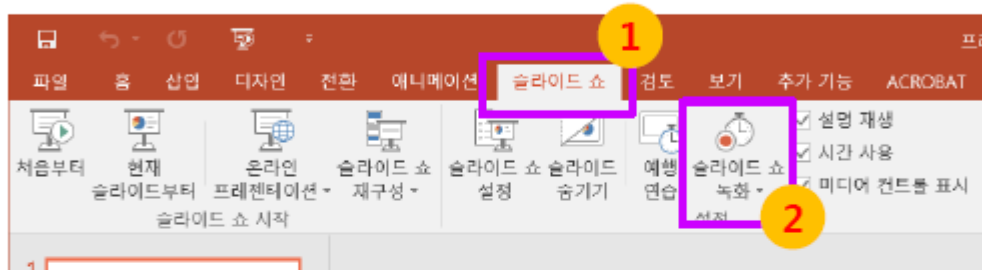 1
파일 홈 삽입 디자인 전환 애니메이션 슬라이드 쇼 검토 보기 추가 기능 ACROBAT
처음부터
현재
슬라이드부터
온라인
프레젠테이션
슬라이드 쇼
재구성
슬라이드 쇼
설정
슬라이드
숨기기
예행
연습
슬라이드 쇼
녹화
설명 재생
시간 사용
미디어 컨트롤 표시
슬라이드 쇼 시작
설정
2
1